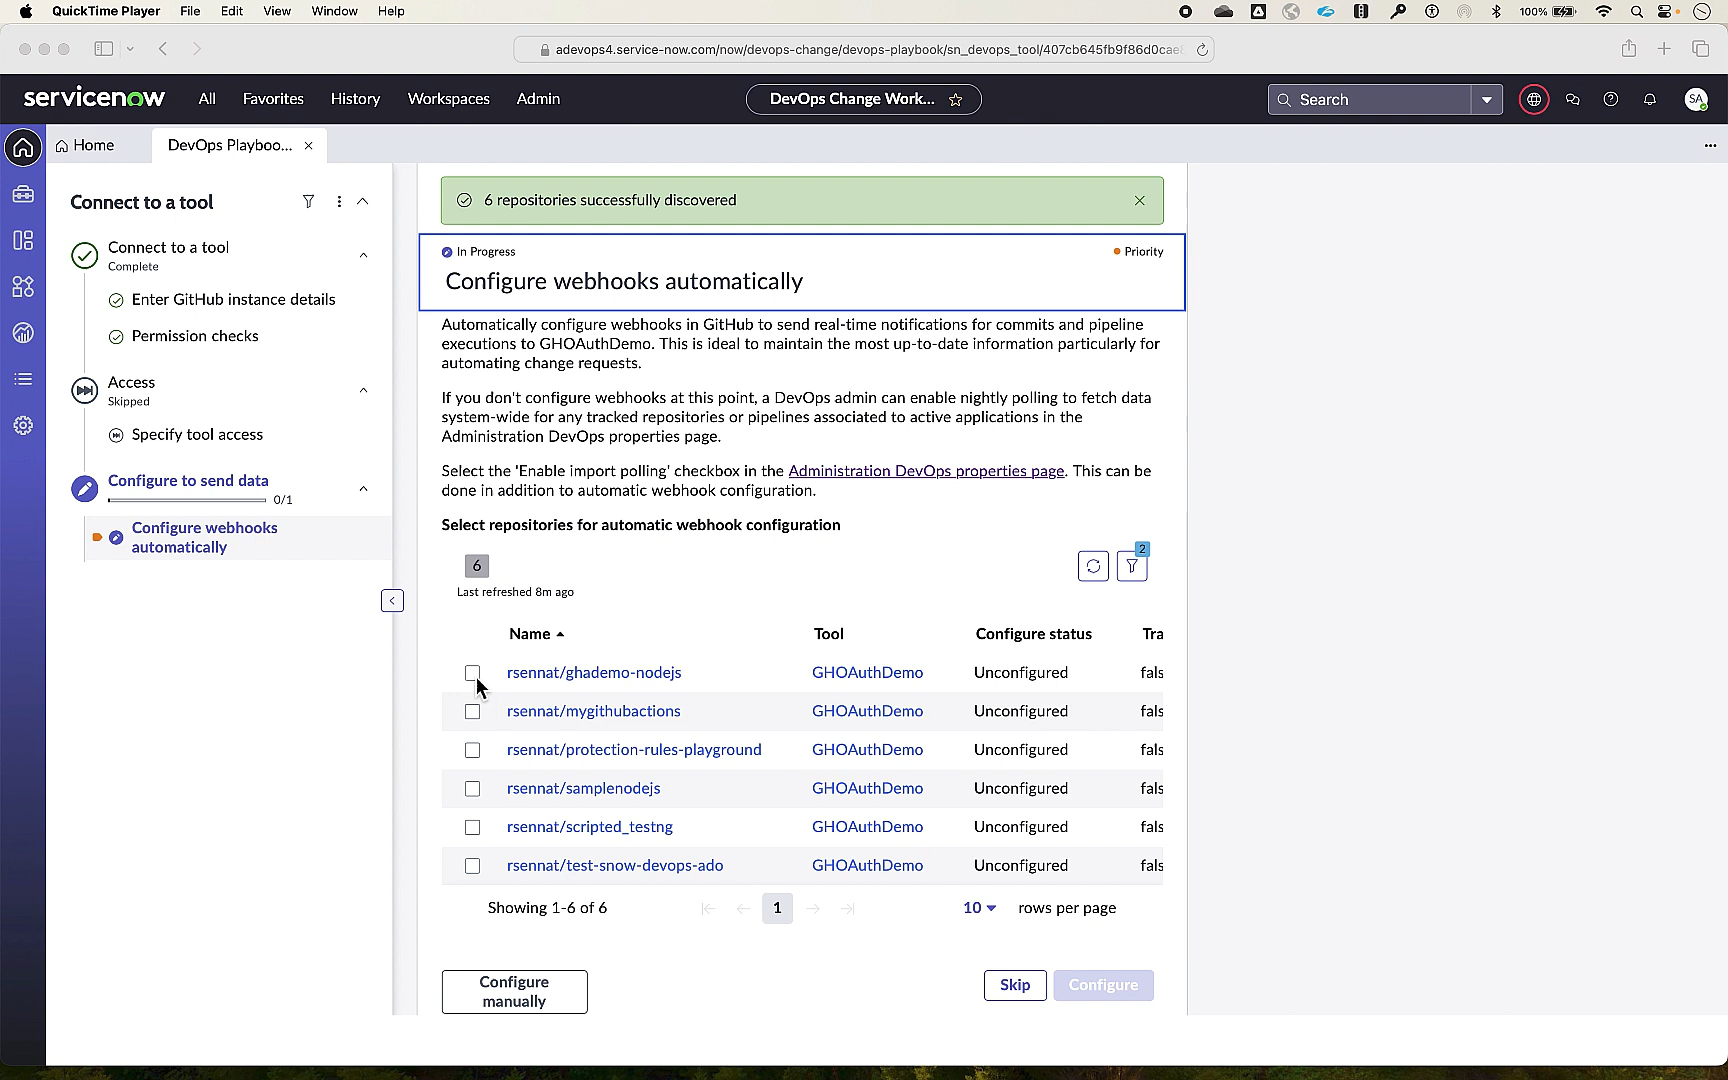 QuickTime Player File Edit View Window Help 100%
adevops4.service-now.com/now/devops-change/devops-playbook/sn_devops_tool/407cb645fb9f86d0cae
servicenow All Favorites History Workspaces Admin DevOps Change Work... Search SA
Home DevOps Playboo...
Connect to a tool
Connect to a tool
Complete
Enter GitHub instance details
Permission checks
Access
Skipped
Specify tool access
Configure to send data
0/1
Configure webhooks
automatically
6 repositories successfully discovered
In Progress Priority
Configure webhooks automatically
Automatically configure webhooks in GitHub to send real-time notifications for commits and pipeline
executions to GHOAuthDemo. This is ideal to maintain the most up-to-date information particularly for
automating change requests.
If you don't configure webhooks at this point, a DevOps admin can enable nightly polling to fetch data
system-wide for any tracked repositories or pipelines associated to active applications in the
Administration DevOps properties page.
Select the 'Enable import polling' checkbox in the Administration DevOps properties page. This can be
done in addition to automatic webhook configuration.
Select repositories for automatic webhook configuration
6 2
Last refreshed 8m ago
Name Tool Configure status Tra
rsennat/ghademo-nodejs GHOAuthDemo Unconfigured fals
rsennat/mygithubactions GHOAuthDemo Unconfigured fals
rsennat/protection-rules-playground GHOAuthDemo Unconfigured fals
rsennat/samplenodejs GHOAuthDemo Unconfigured fals
rsennat/scripted_testng GHOAuthDemo Unconfigured fals
rsennat/test-snow-devops-ado GHOAuthDemo Unconfigured fals
Showing 1-6 of 6 1 10 rows per page
Configure
manually
Skip Configure